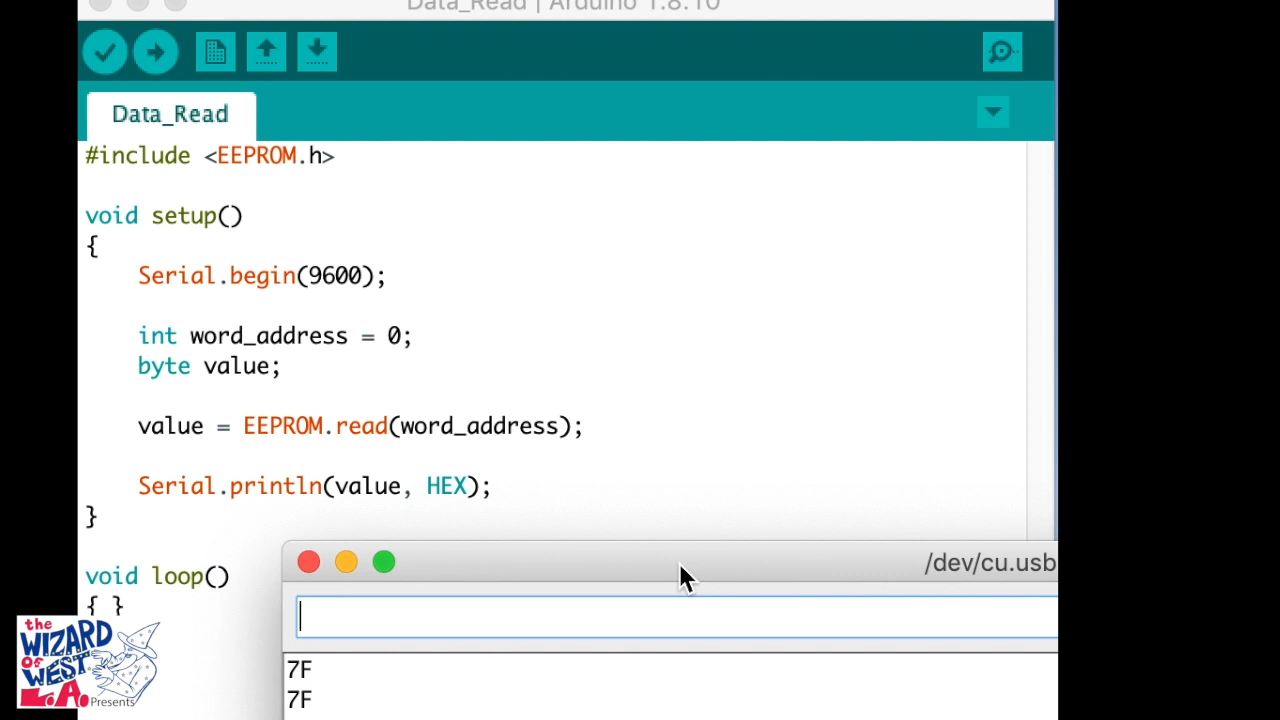 Data_Read | Arduino 1.8.10
Data_Read
#include <EEPROM.h>
void setup()
{
Serial.begin(9600);
int word_address = 0;
byte value;
value = EEPROM.read(word_address);
Serial.println(value, HEX);
}
void loop()
{ }
/dev/cu.usb
7F
7F
the
WIZARD
of
WEST
L.A.
Presents